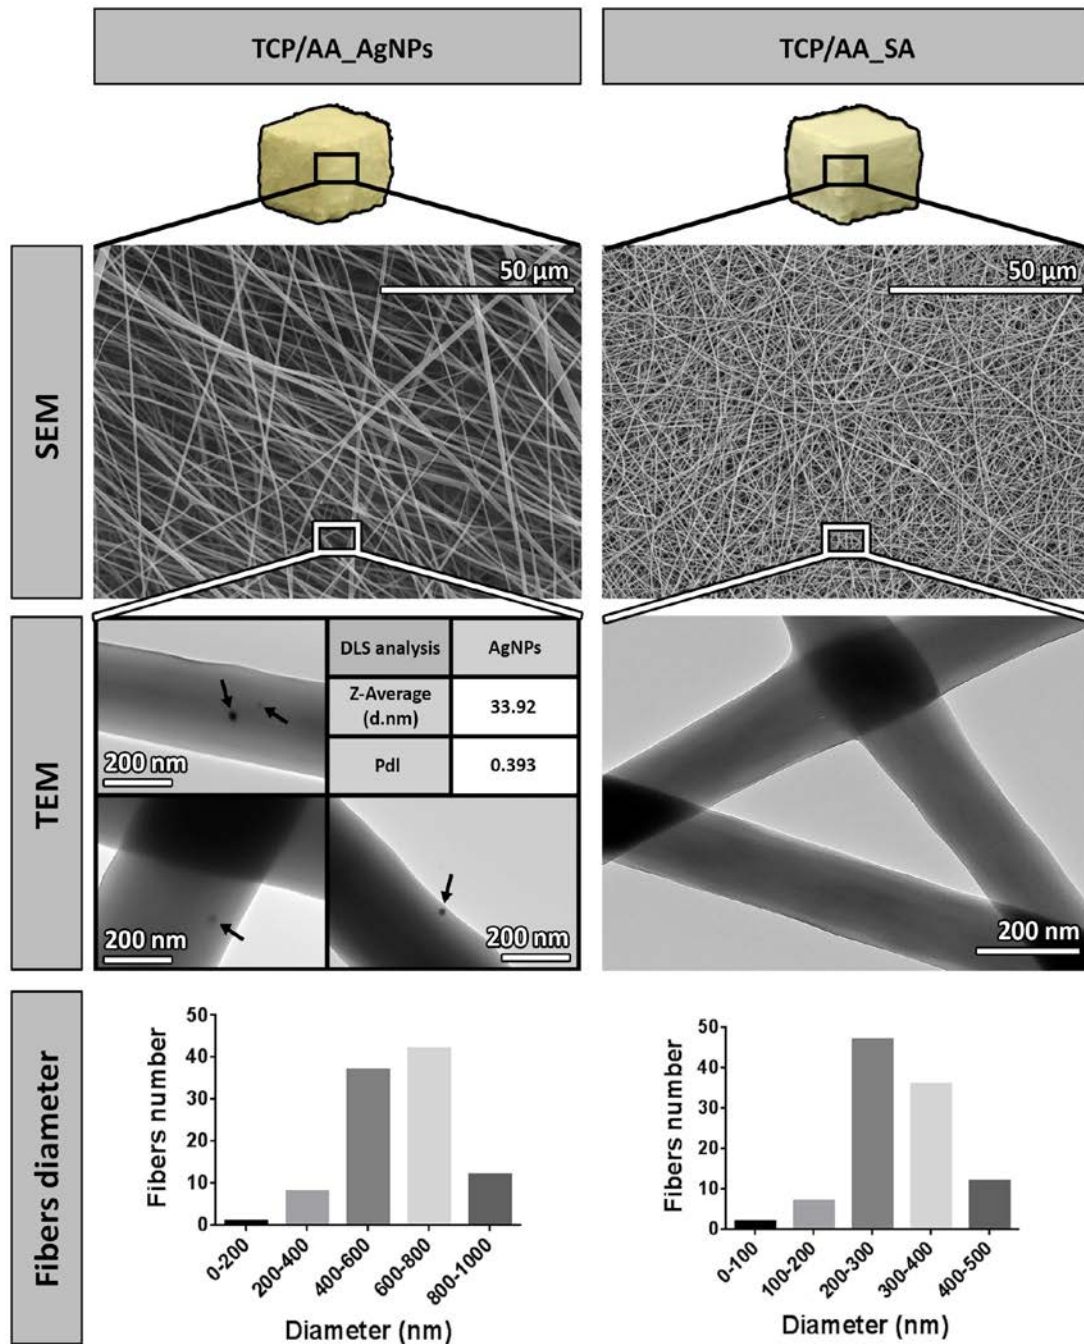 TCP/AA_AgNPs
TCP/AA_SA
SEM
50 µm
50 µm
TEM
DLS analysis
AgNPs
Z-Average
(d.nm)
33.92
PdI
0.393
200 nm
200 nm
200 nm
200 nm
Fibers diameter
Fibers number
50
40
30
20
10
0
0-200
200-400
400-600
600-800
800-1000
Diameter (nm)
Fibers number
50
40
30
20
10
0
0-100
100-200
200-300
300-400
400-500
Diameter (nm)